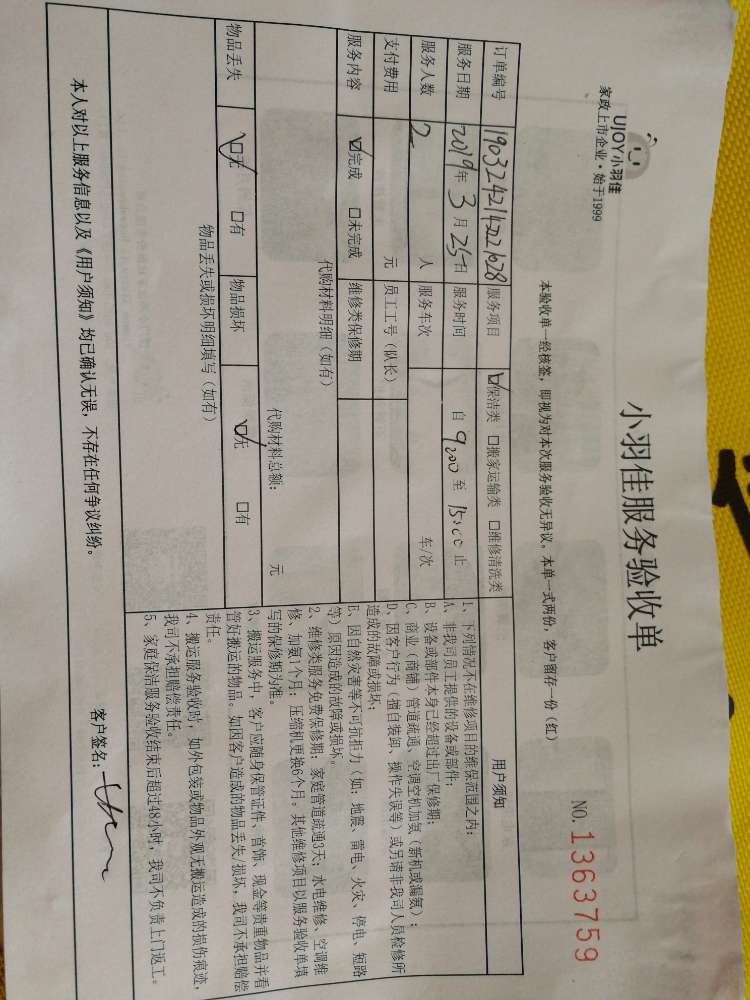 UJOY小羽佳
家政上市企业·始于1999
小羽佳服务验收单
NO. 1363759
本验收单一经核签，即视为对本次服务验收无异议。本单一式两份，客户留存一份（红）
订单编号 服务项目 ☑保洁类 □搬家运输类 □维修清洗类
服务日期 2019年 3月 25日 服务时间 自 9:00 至 15:00 止
服务人数 2 人 服务车次 车/次
支付费用 元 员工工号（队长）
服务内容 ☑完成 □未完成 维修类保修期
代购材料明细（如有）
代购材料总额： 元
物品丢失 ☑无 □有 物品损坏 ☑无 □有
物品丢失或损坏明细填写（如有）
用户须知
1、下列情况不在维修项目的维保范围之内：
A、非我司员工提供的设备或部件；
B、设备或部件本身已经超过出厂保修期；
C、商业（商铺）管道疏通、空调空机加氨（新机或漏氨）；
D、因客户行为（擅自装卸、操作失误等）或另请非我司人员检修所
造成的故障或损坏；
E、因自然灾害等不可抗拒力（如：地震、雷电、火灾、停电、短路
等）原因造成的故障或损坏。
2、维修类服务免费保修期：家庭管道疏通3天；水电维修、空调维
修、加氨1个月；压缩机更换6个月。其他维修项目以服务验收单填
写的保修期为准。
3、搬运服务中，客户应随身保管证件、首饰、现金等贵重物品并看
管好搬运的物品。如因客户造成的物品丢失/损坏，我司不承担赔偿
责任。
4、搬运服务验收时，如外包装或物品外观无搬运造成的损伤痕迹，
我司不承担赔偿责任。
5、家庭保洁服务验收结束后超过48小时，我司不负责上门返工。
本人对以上服务信息以及《用户须知》均已确认无误，不存在任何争议纠纷。
客户签名：